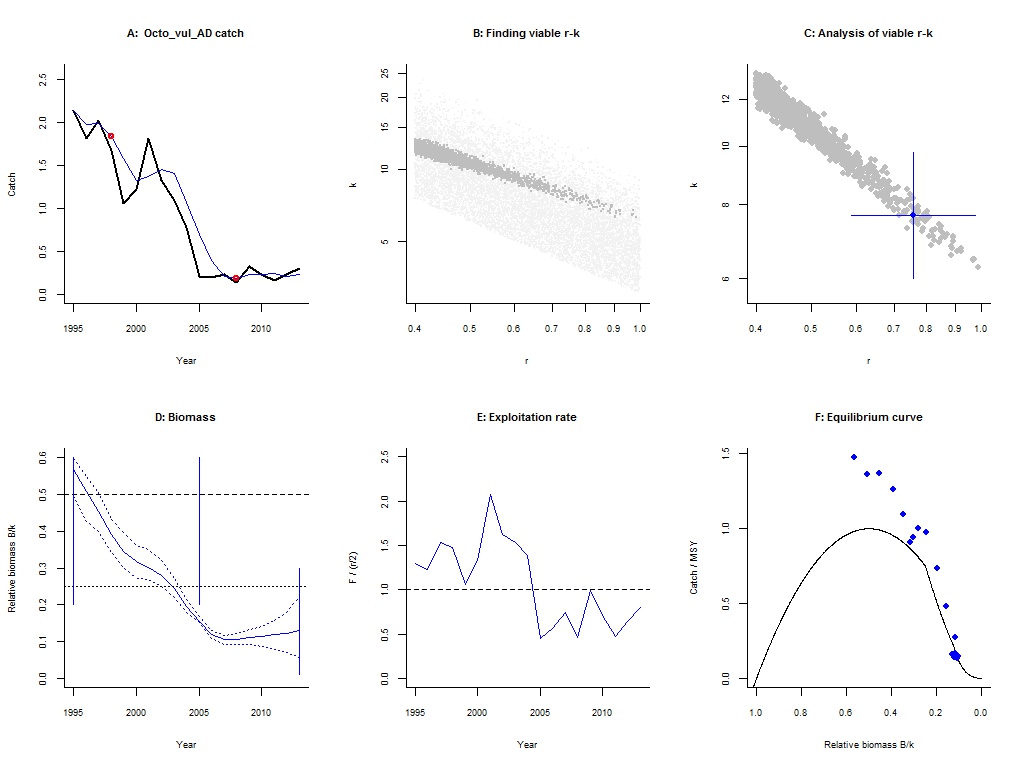 A: Octo_vul_AD catch
Catch
2.5
2.0
1.5
1.0
0.5
0.0
1995 2000 2005 2010
Year
B: Finding viable r-k
k
25
20
15
10
5
0.4 0.5 0.6 0.7 0.8 0.9 1.0
r
C: Analysis of viable r-k
k
12
10
8
6
0.4 0.5 0.6 0.7 0.8 0.9 1.0
r
D: Biomass
Relative biomass B/k
0.6
0.5
0.4
0.3
0.2
0.1
0.0
1995 2000 2005 2010
Year
E: Exploitation rate
F / (r/2)
2.5
2.0
1.5
1.0
0.5
0.0
1995 2000 2005 2010
Year
F: Equilibrium curve
Catch / MSY
1.5
1.0
0.5
0.0
1.0 0.8 0.6 0.4 0.2 0.0
Relative biomass B/k